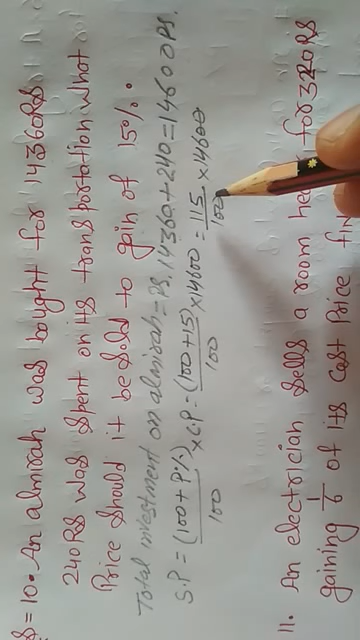 S = 10. An almirah was bought for 14360RS
240RS was spent on its transportation. What
Price should it be sold to gain of 15%.
Total investment on almirah = RS. 14360 + 240 = 14600 RS.
S.P = (100 + P%)/100 × C.P = (100 + 15)/100 × 14600 = 115/100 × 14600
11. An electrician sells a room for 3220RS
gaining 1/6 of its cost Price